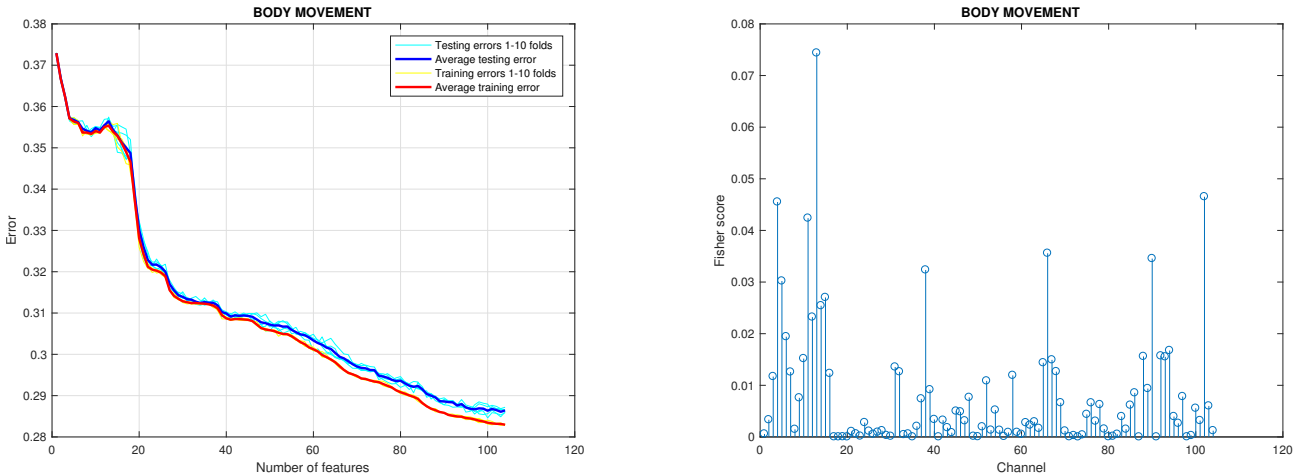 BODY MOVEMENT
0.38
0.37
0.36
0.35
0.34
0.33
0.32
0.31
0.3
0.29
0.28
Error
Testing errors 1-10 folds
Average testing error
Training errors 1-10 folds
Average training error
0 20 40 60 80 100 120
Number of features
BODY MOVEMENT
0.08
0.07
0.06
0.05
0.04
0.03
0.02
0.01
0
Fisher score
0 20 40 60 80 100 120
Channel